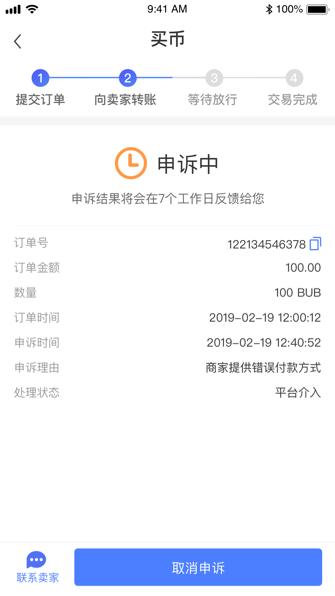 9:41 AM
100%
买币
1
2
3
4
提交订单
向卖家转账
等待放行
交易完成
申诉中
申诉结果将会在7个工作日反馈给您
订单号 122134546378
订单金额 100.00
数量 100 BUB
订单时间 2019-02-19 12:00:12
申诉时间 2019-02-19 12:40:52
申诉理由 商家提供错误付款方式
处理状态 平台介入
联系卖家
取消申诉